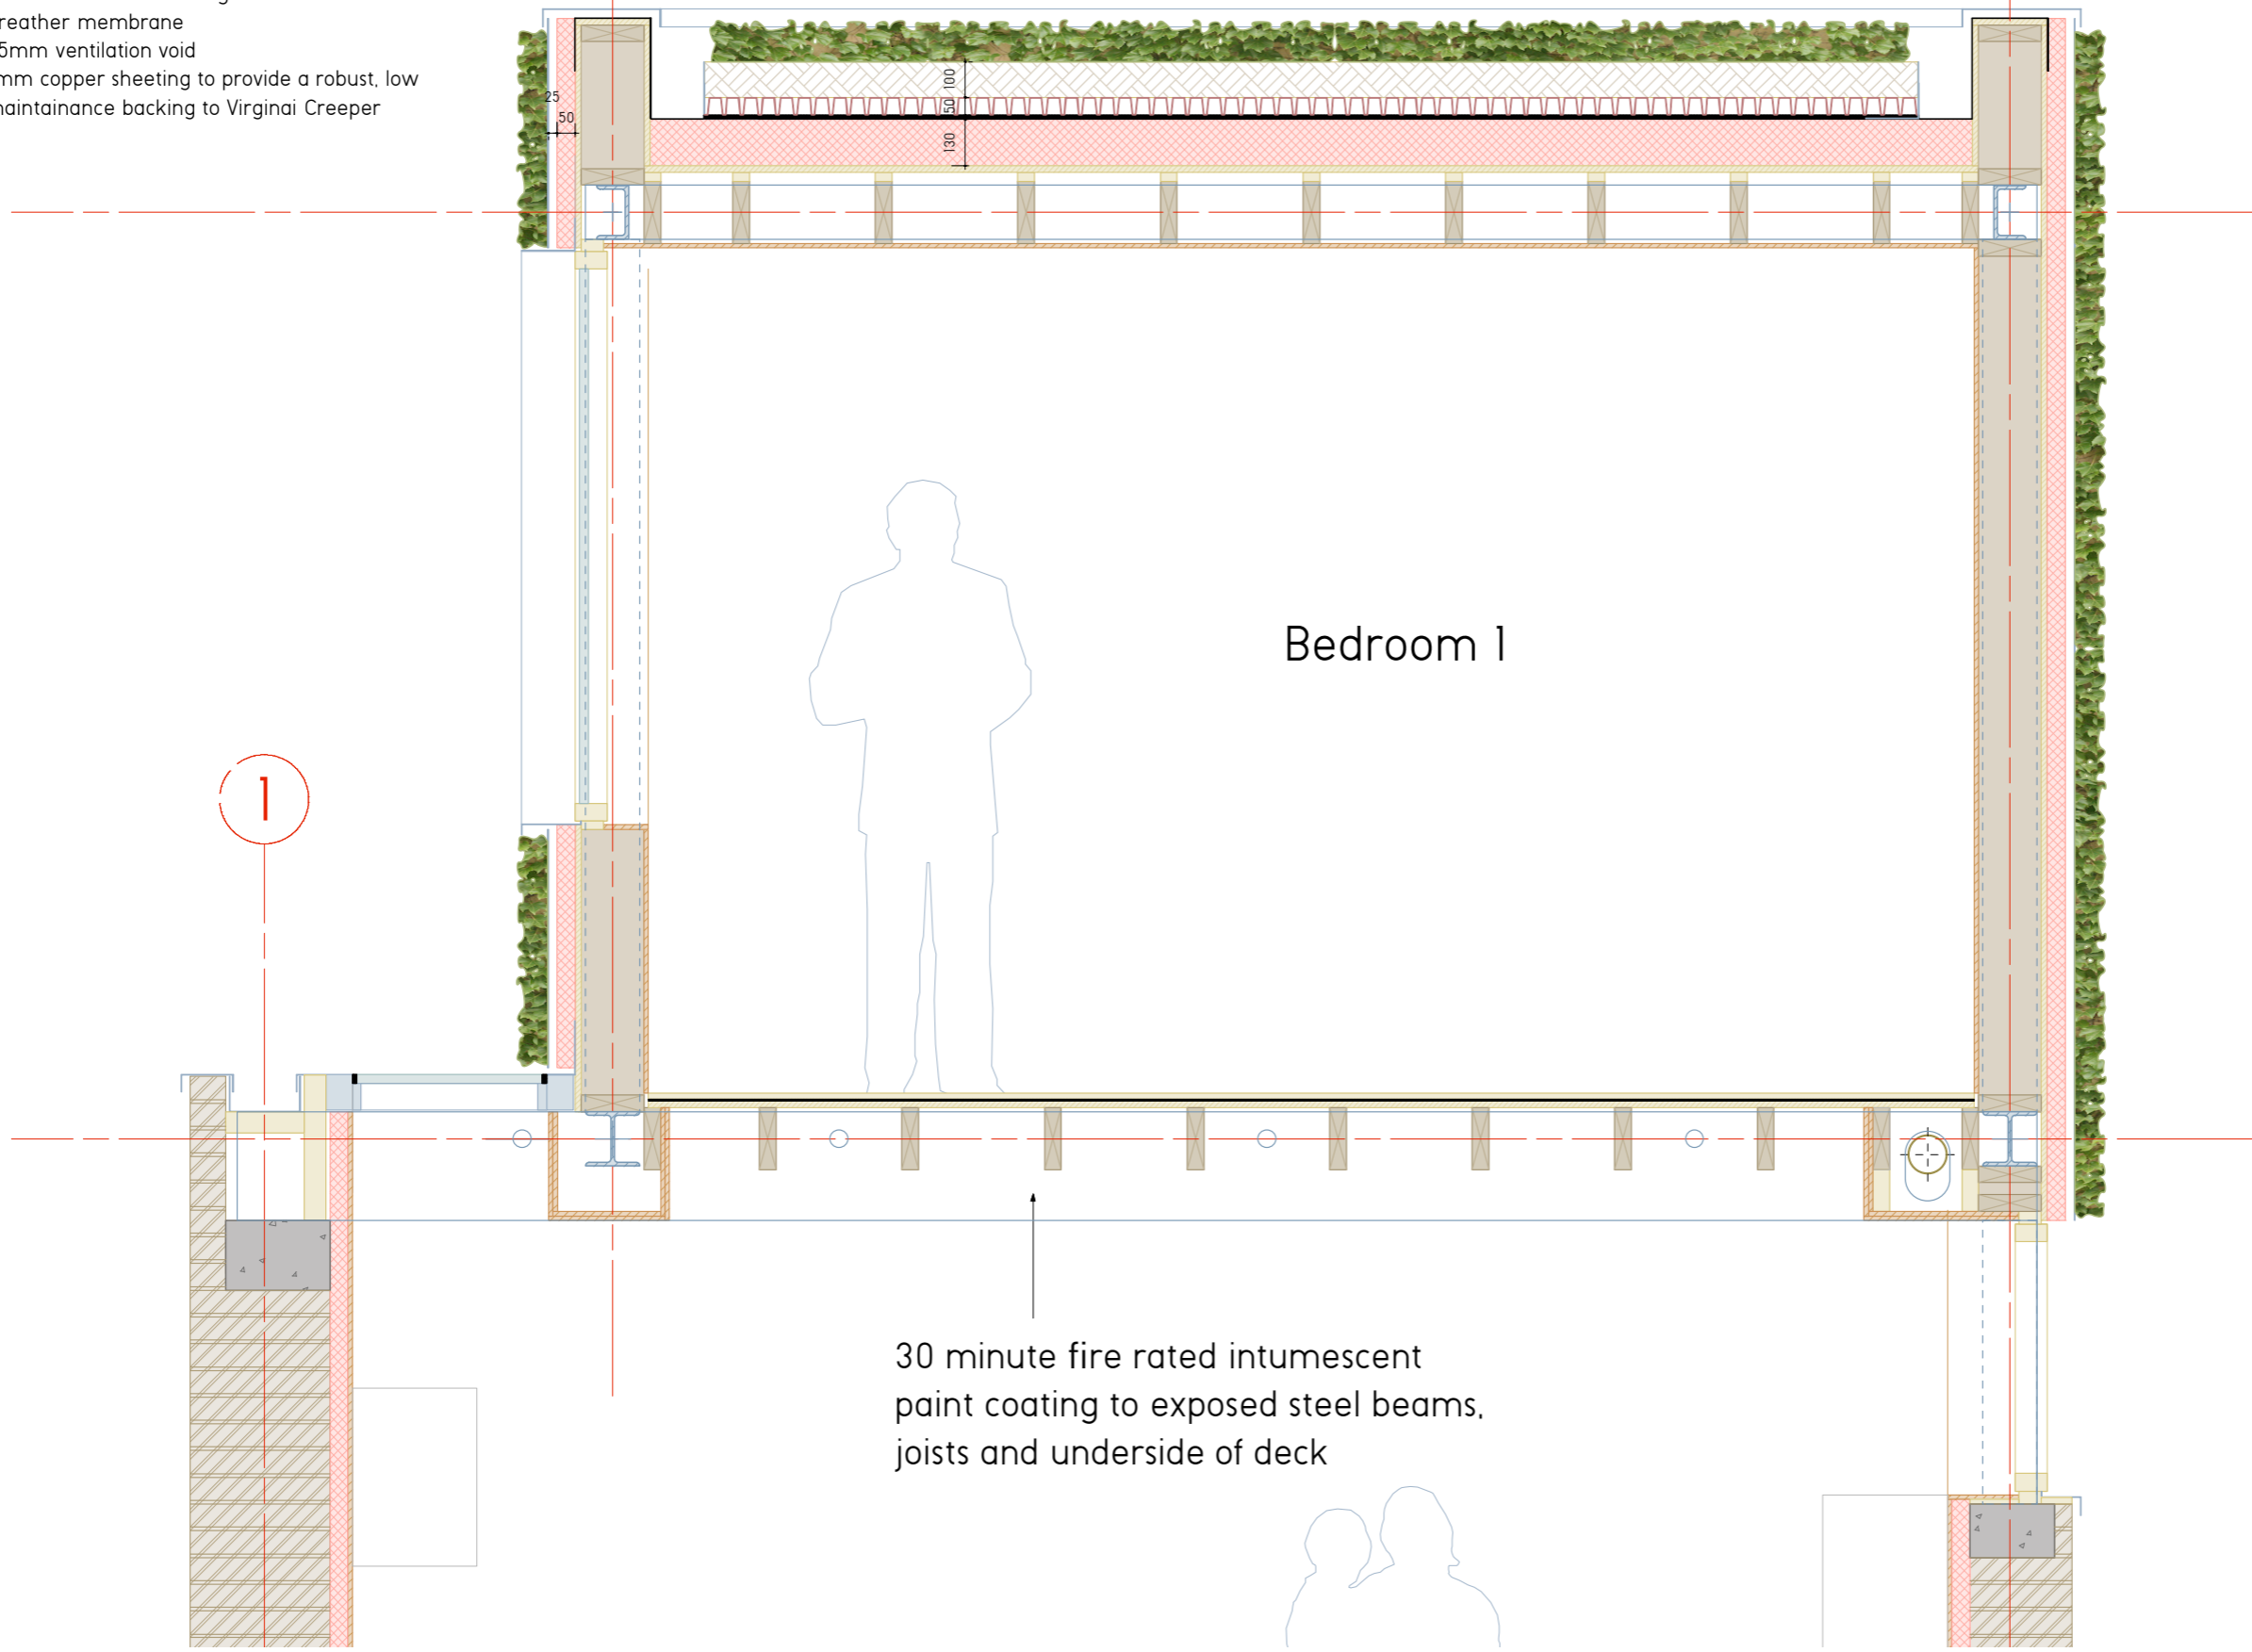 reather membrane
5mm ventilation void
mm copper sheeting to provide a robust, low
naintainance backing to Virginai Creeper
25
50
100
50
130
Bedroom 1
1
30 minute fire rated intumescent
paint coating to exposed steel beams,
joists and underside of deck